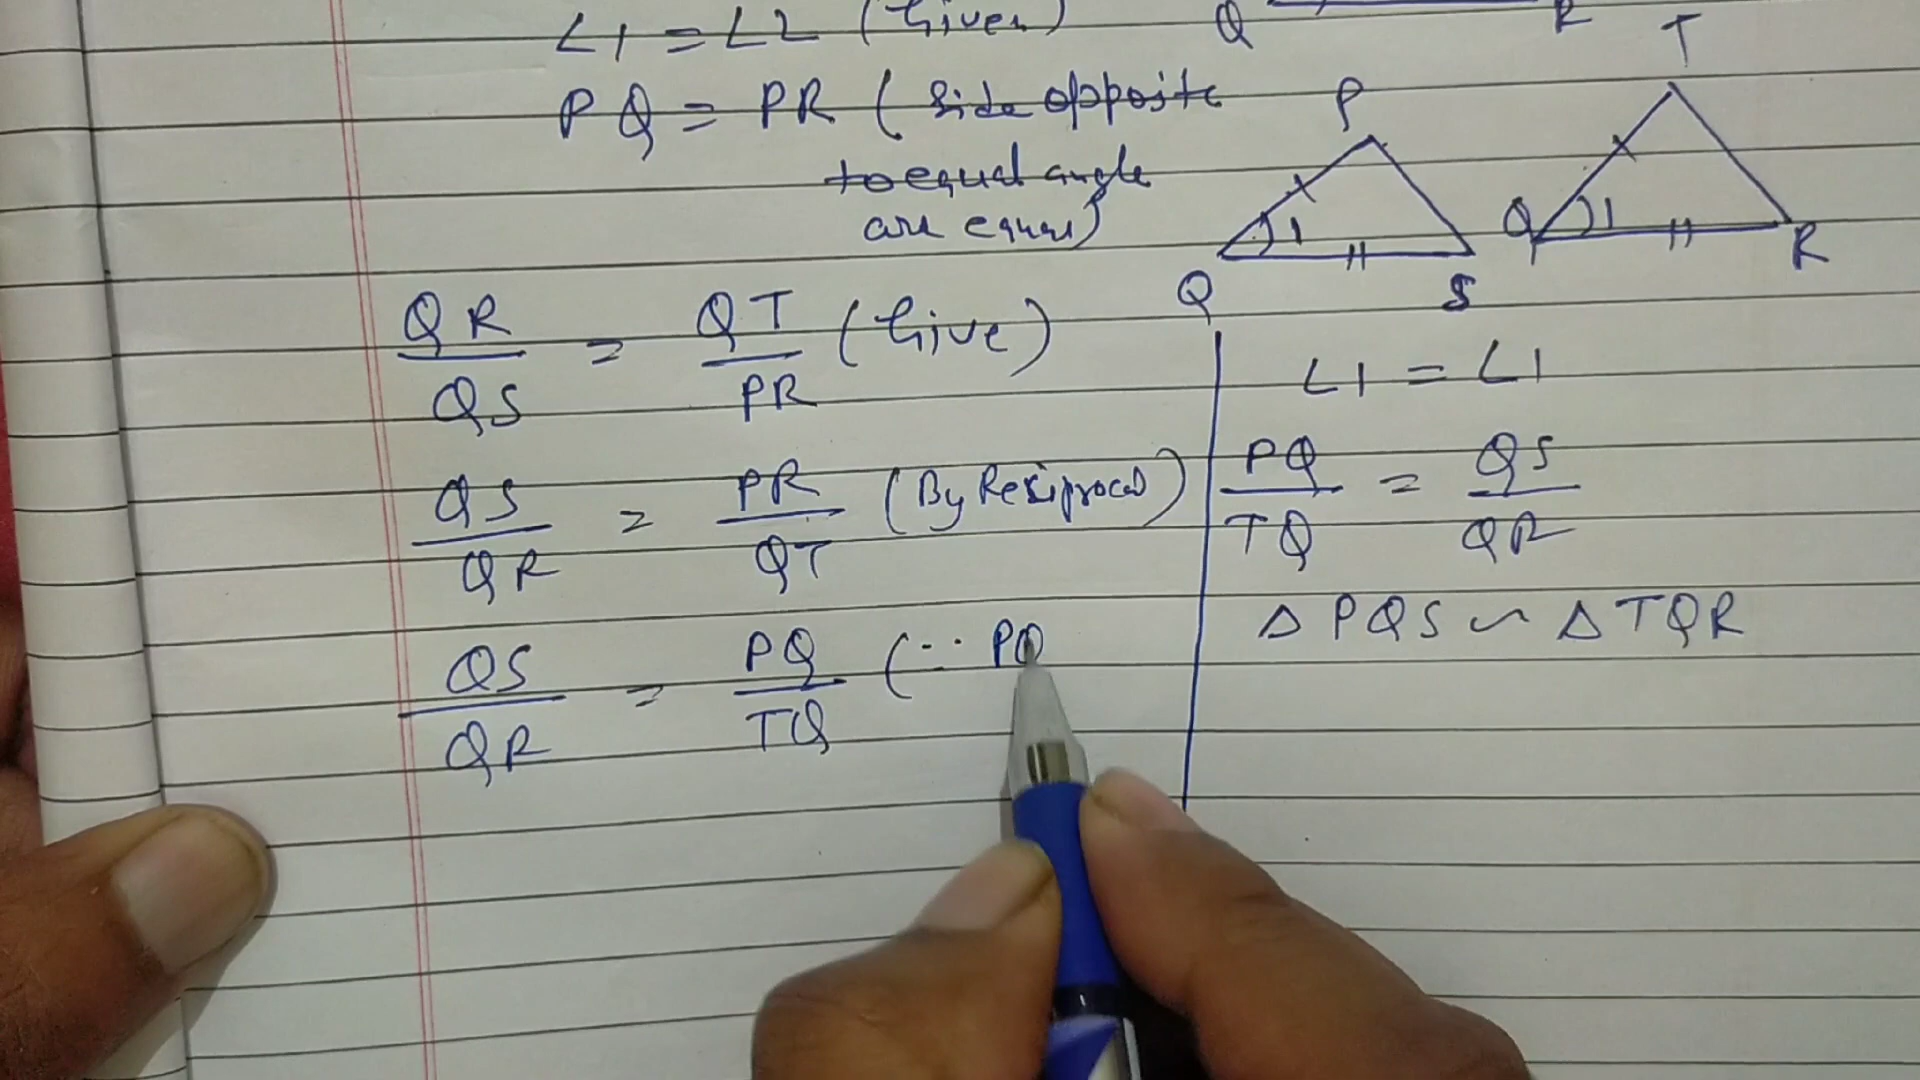 ∠1 = ∠2 (Given)
PQ = PR (Side opposite
to equal angle
are equal)
QR/QS = QT/PR (Give)
QS/QR = PR/QT (By Reciprocal)
QS/QR = PQ/TQ (∵ PQ
Q R
P T
1 1
Q S Q R
∠1 = ∠1
PQ/TQ = QS/QR
Δ PQS ~ Δ TQR